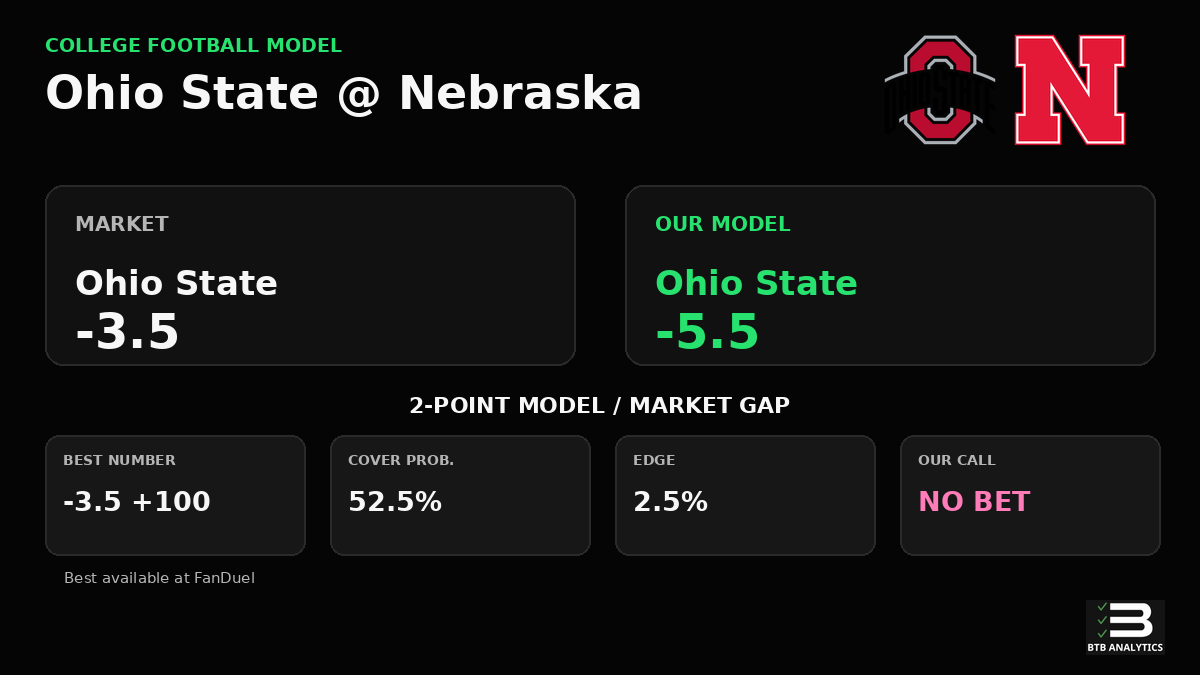 COLLEGE FOOTBALL MODEL
Ohio State @ Nebraska
OHIO STATE
N
MARKET
Ohio State
-3.5
OUR MODEL
Ohio State
-5.5
2-POINT MODEL / MARKET GAP
BEST NUMBER
-3.5 +100
COVER PROB.
52.5%
EDGE
2.5%
OUR CALL
NO BET
Best available at FanDuel
B
BTB ANALYTICS